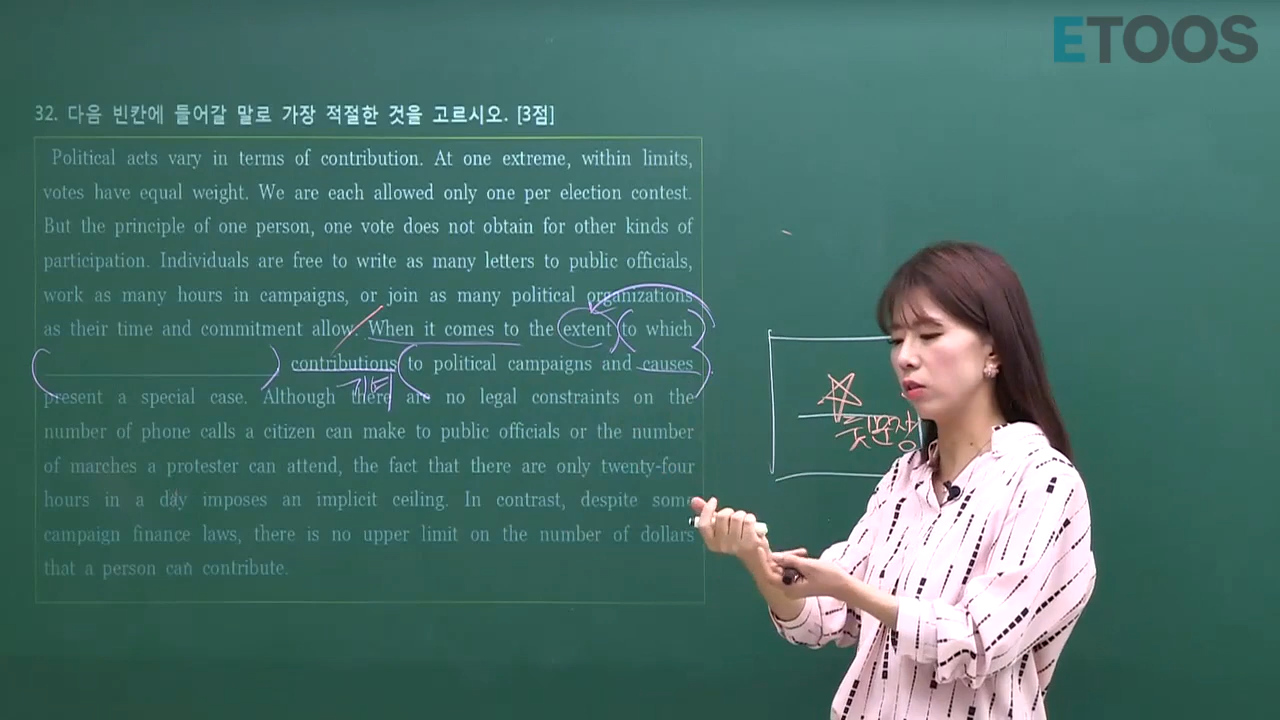 ETOOS
32. 다음 빈칸에 들어갈 말로 가장 적절한 것을 고르시오. [3점]
Political acts vary in terms of contribution. At one extreme, within limits,
votes have equal weight. We are each allowed only one per election contest.
But the principle of one person, one vote does not obtain for other kinds of
participation. Individuals are free to write as many letters to public officials,
work as many hours in campaigns, or join as many political organizations
as their time and commitment allow. When it comes to the extent to which
contributions to political campaigns and causes
기부
present a special case. Although there are no legal constraints on the
number of phone calls a citizen can make to public officials or the number
of marches a protester can attend, the fact that there are only twenty-four
hours in a day imposes an implicit ceiling. In contrast, despite some
campaign finance laws, there is no upper limit on the number of dollars
that a person can contribute.